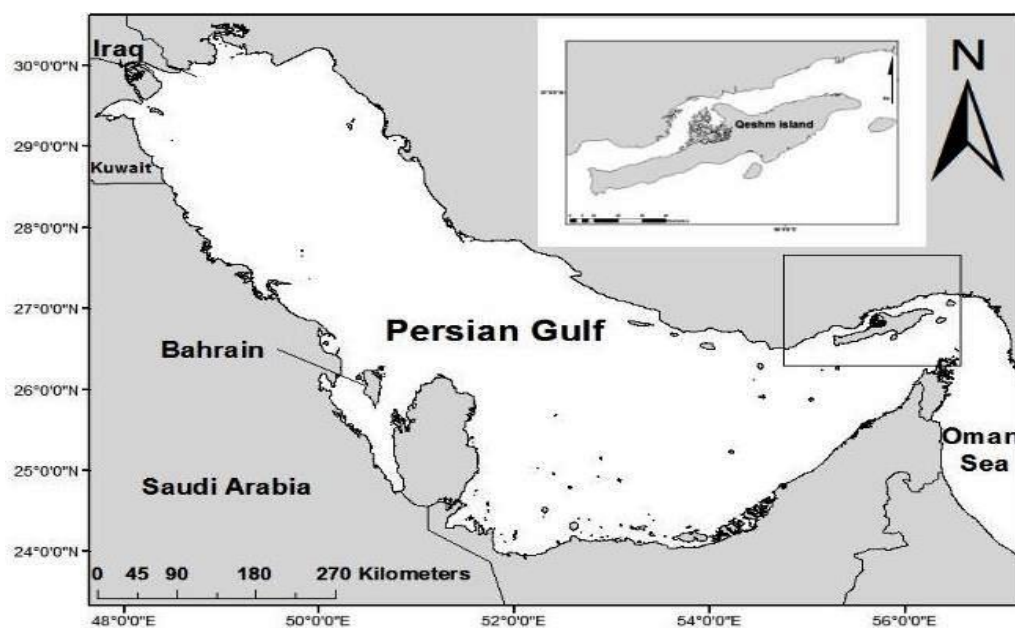 Iraq
Kuwait
Bahrain
Saudi Arabia
Persian Gulf
Oman
Sea
Qeshm island
N
30°0'0"N
29°0'0"N
28°0'0"N
27°0'0"N
26°0'0"N
25°0'0"N
24°0'0"N
0 45 90 180 270 Kilometers
48°0'0"E 50°0'0"E 52°0'0"E 54°0'0"E 56°0'0"E